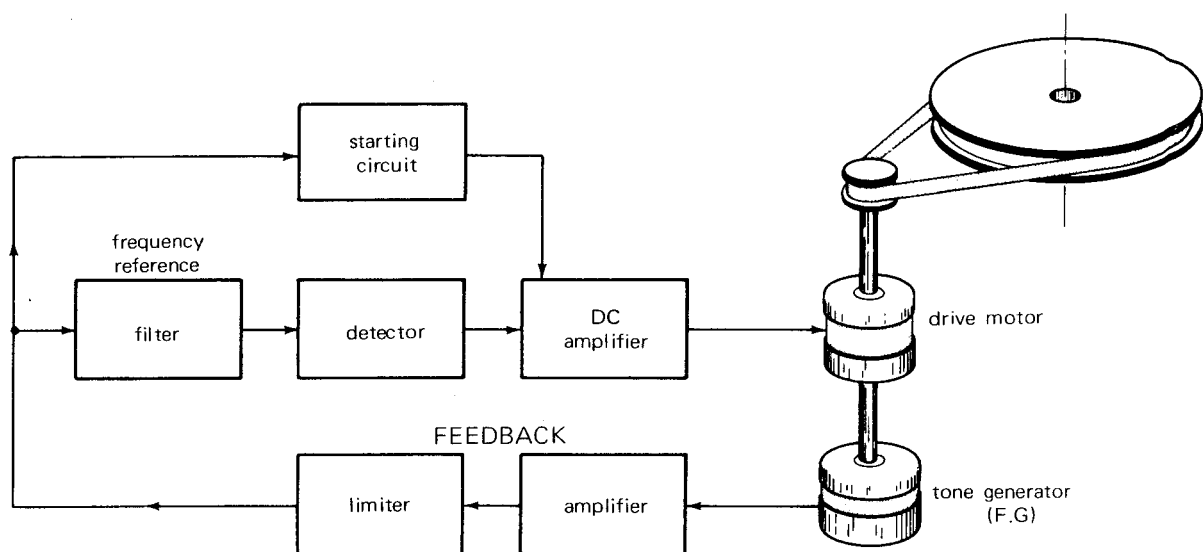 starting
circuit
frequency
reference
filter
detector
DC
amplifier
drive motor
FEEDBACK
limiter
amplifier
tone generator
(F.G)